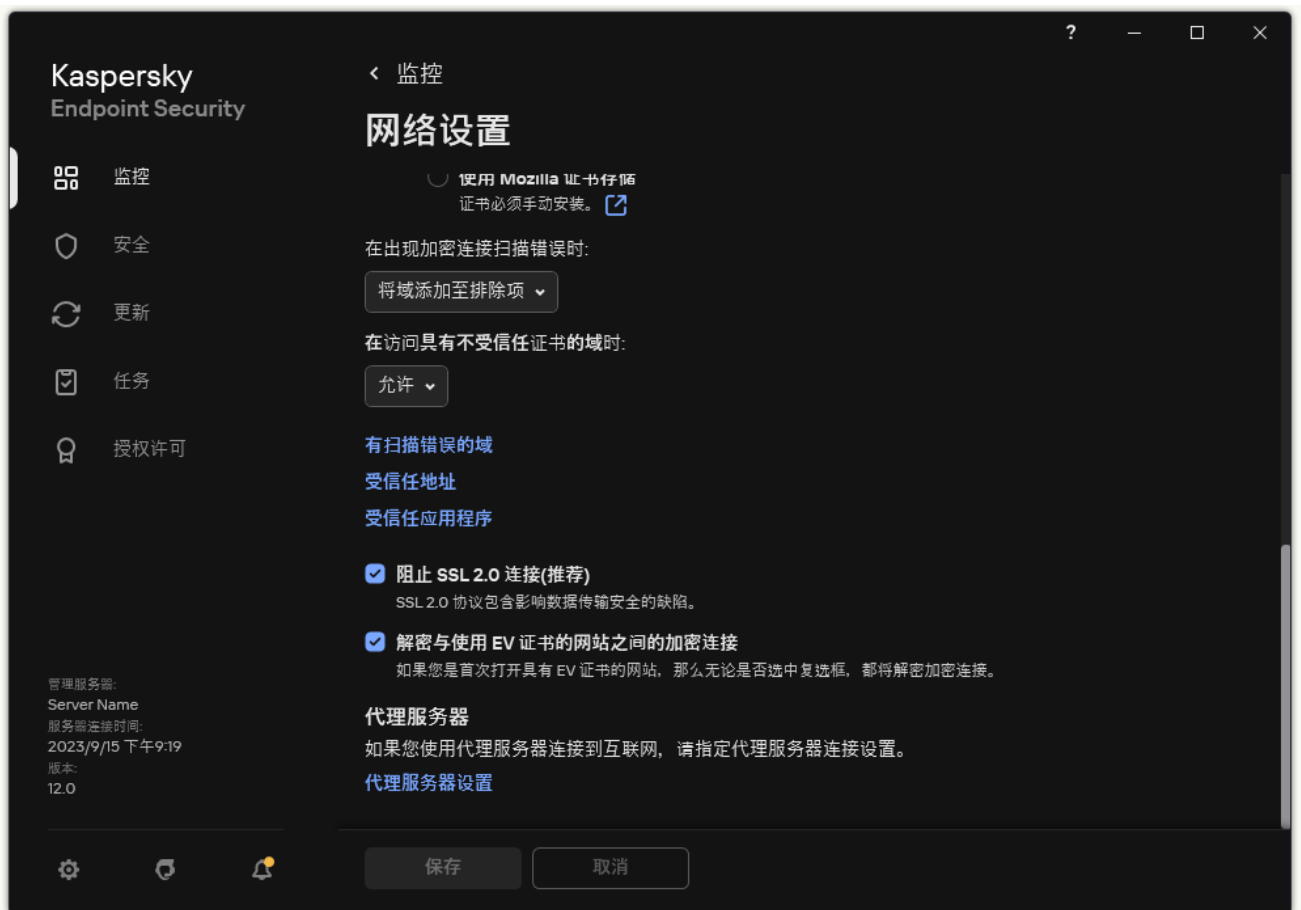 ?
Kaspersky
Endpoint Security
监控
安全
更新
任务
授权许可
管理服务器:
Server Name
服务器连接时间:
2023/9/15 下午9:19
版本:
12.0
监控
网络设置
使用 Mozilla 证书存储
证书必须手动安装。
在出现加密连接扫描错误时:
将域添加至排除项
在访问具有不受信任证书的域时:
允许
有扫描错误的域
受信任地址
受信任应用程序
阻止 SSL 2.0 连接(推荐)
SSL 2.0 协议包含影响数据传输安全的缺陷。
解密与使用 EV 证书的网站之间的加密连接
如果您是首次打开具有 EV 证书的网站，那么无论是否选中复选框，都将解密加密连接。
代理服务器
如果您使用代理服务器连接到互联网，请指定代理服务器连接设置。
代理服务器设置
保存
取消